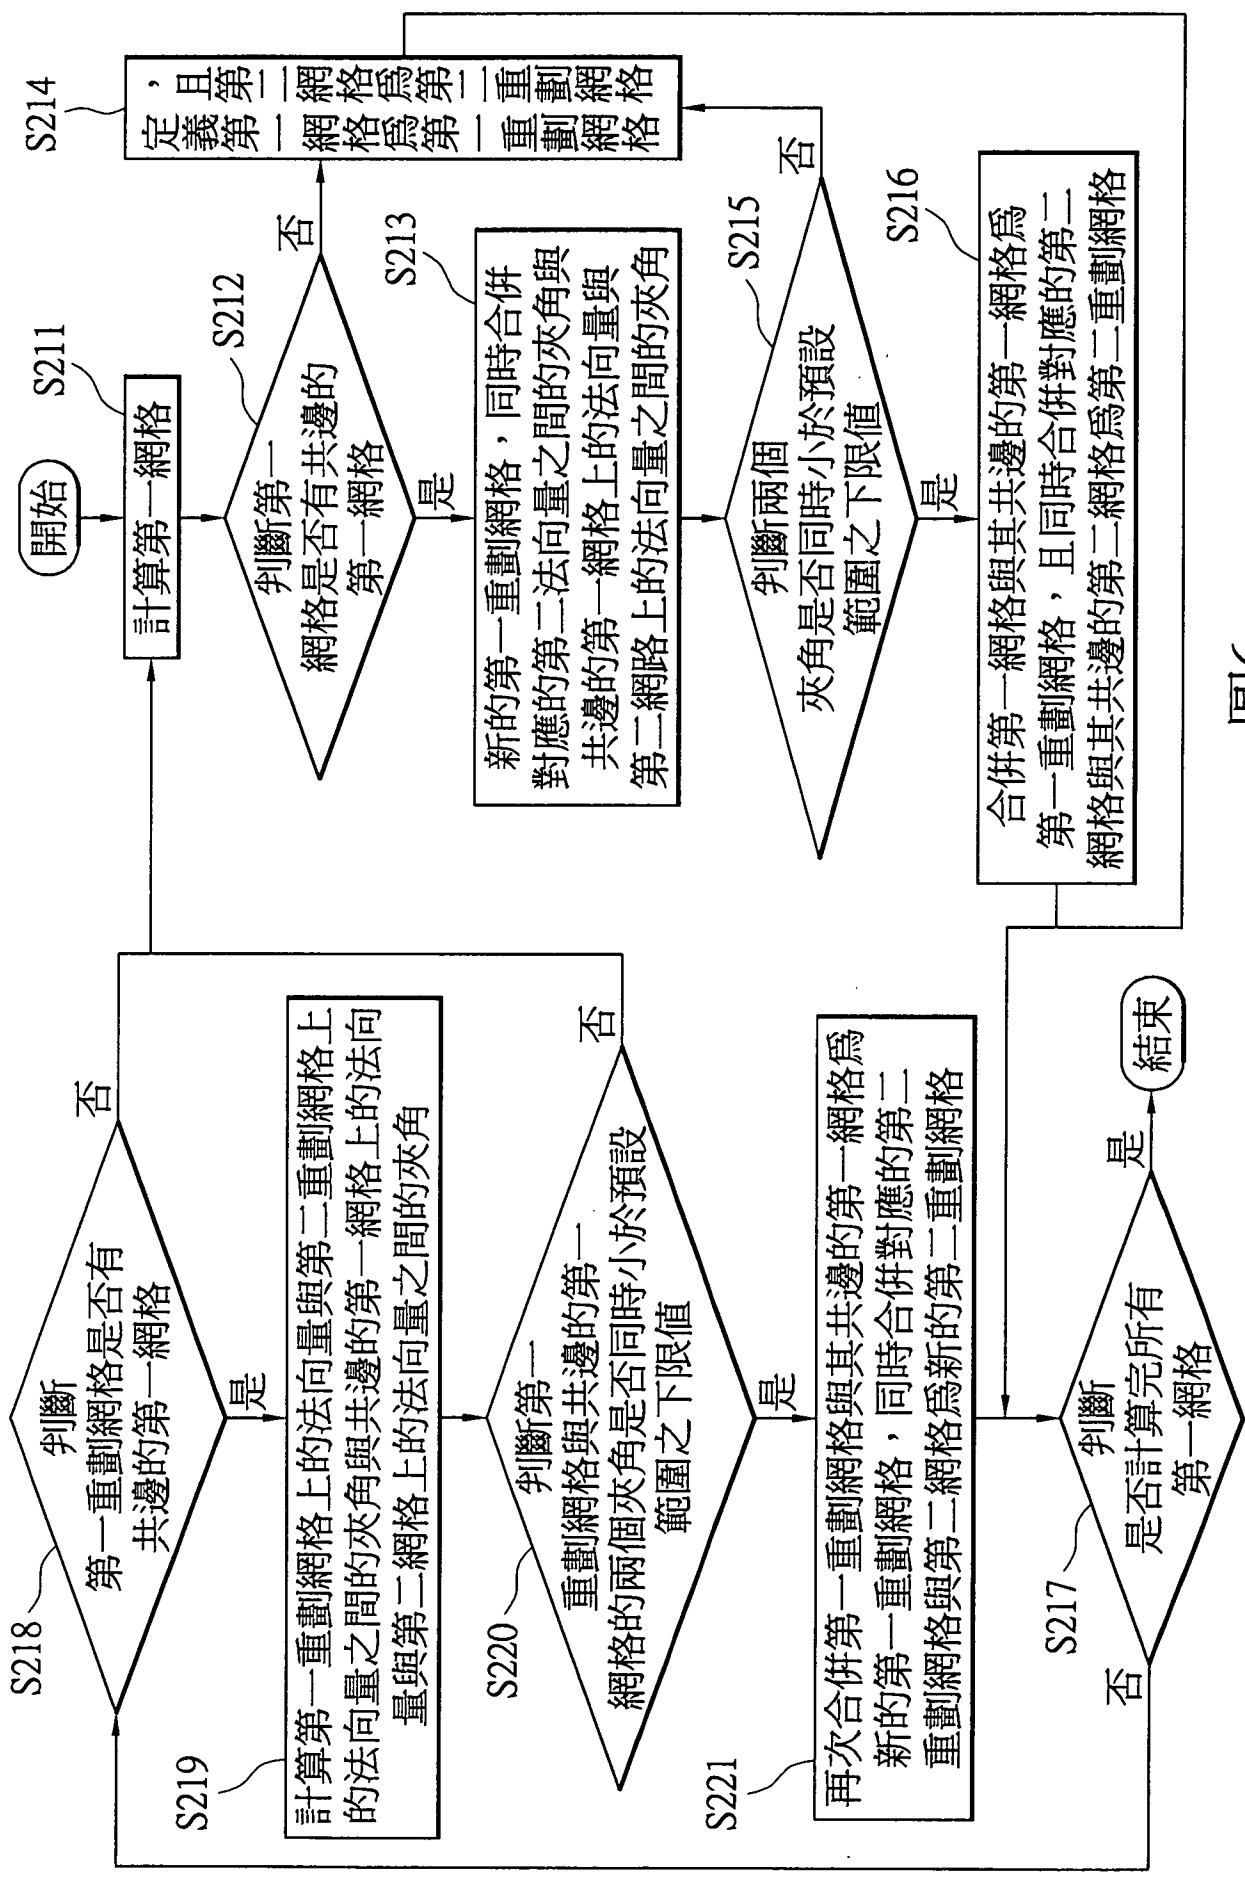 開始
S211
計算第一網格
S212
判斷第一
網格是否有共邊的
第一網格
否
是
S213
新的第一重劃網格，同時合併
對應的第二法向量之間的夾角與
共邊的第一網格上的法向量與
第二網路上的法向量之間的夾角
S214
定義第一網格爲第一重劃網格
，且第二網格爲第二重劃網格
S215
判斷兩個
夾角是否同時小於預設
範圍之下限值
否
是
S216
合併第一網格與其共邊的第一網格爲
第一重劃網格，且同時合併對應的第二
網格與其共邊的第二網格爲第二重劃網格
S218
判斷
第一重劃網格是否有
共邊的第一網格
否
是
S219
計算第一重劃網格上的法向量與第二重劃網格上
的法向量之間的夾角與共邊的第一網格上的法向
量與第二網格上的法向量之間的夾角
S220
判斷第一
重劃網格與共邊的第一
網格的兩個夾角是否同時小於預設
範圍之下限值
否
是
S221
再次合併第一重劃網格與其共邊的第一網格爲
新的第一重劃網格，同時合併對應的第二
重劃網格與第二網格爲新的第二重劃網格
S217
判斷
是否計算完所有
第一網格
否
是
結束
圖